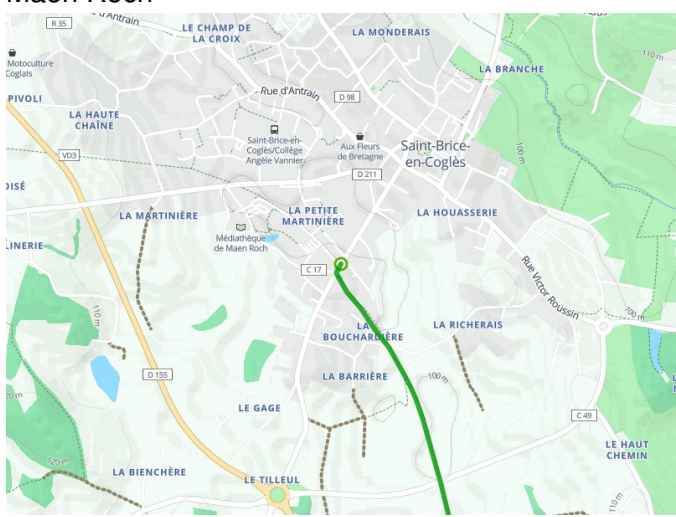 Maen Roch
R 35
d'Antrain
LE CHAMP DE
LA CROIX
LA MONDERAIS
110 m
Motoculture
Coglais
LA BRANCHE
Rue d'Antrain
D 98
PIVOLI
LA HAUTE
CHAÎNE
Saint-Brice-en-
Coglès/Collège
Angèle Vannier
Aux Fleurs
de Bretagne
Saint-Brice-
en-Coglès
100 m
VD3
D 211
LA MARTINIÈRE
LA PETITE
MARTINIÈRE
LA HOUASSERIE
Médiathèque
de Maen Roch
LINERIE
C 17
Rue Victor Roussin
110 m
100 m
LA
BOUCHARDIÈRE
LA RICHERAIS
D 155
LA BARRIÈRE
100 m
LE GAGE
C 49
LE HAUT
CHEMIN
120 m
LA BIENCHÈRE
LE TILLEUL
110 m